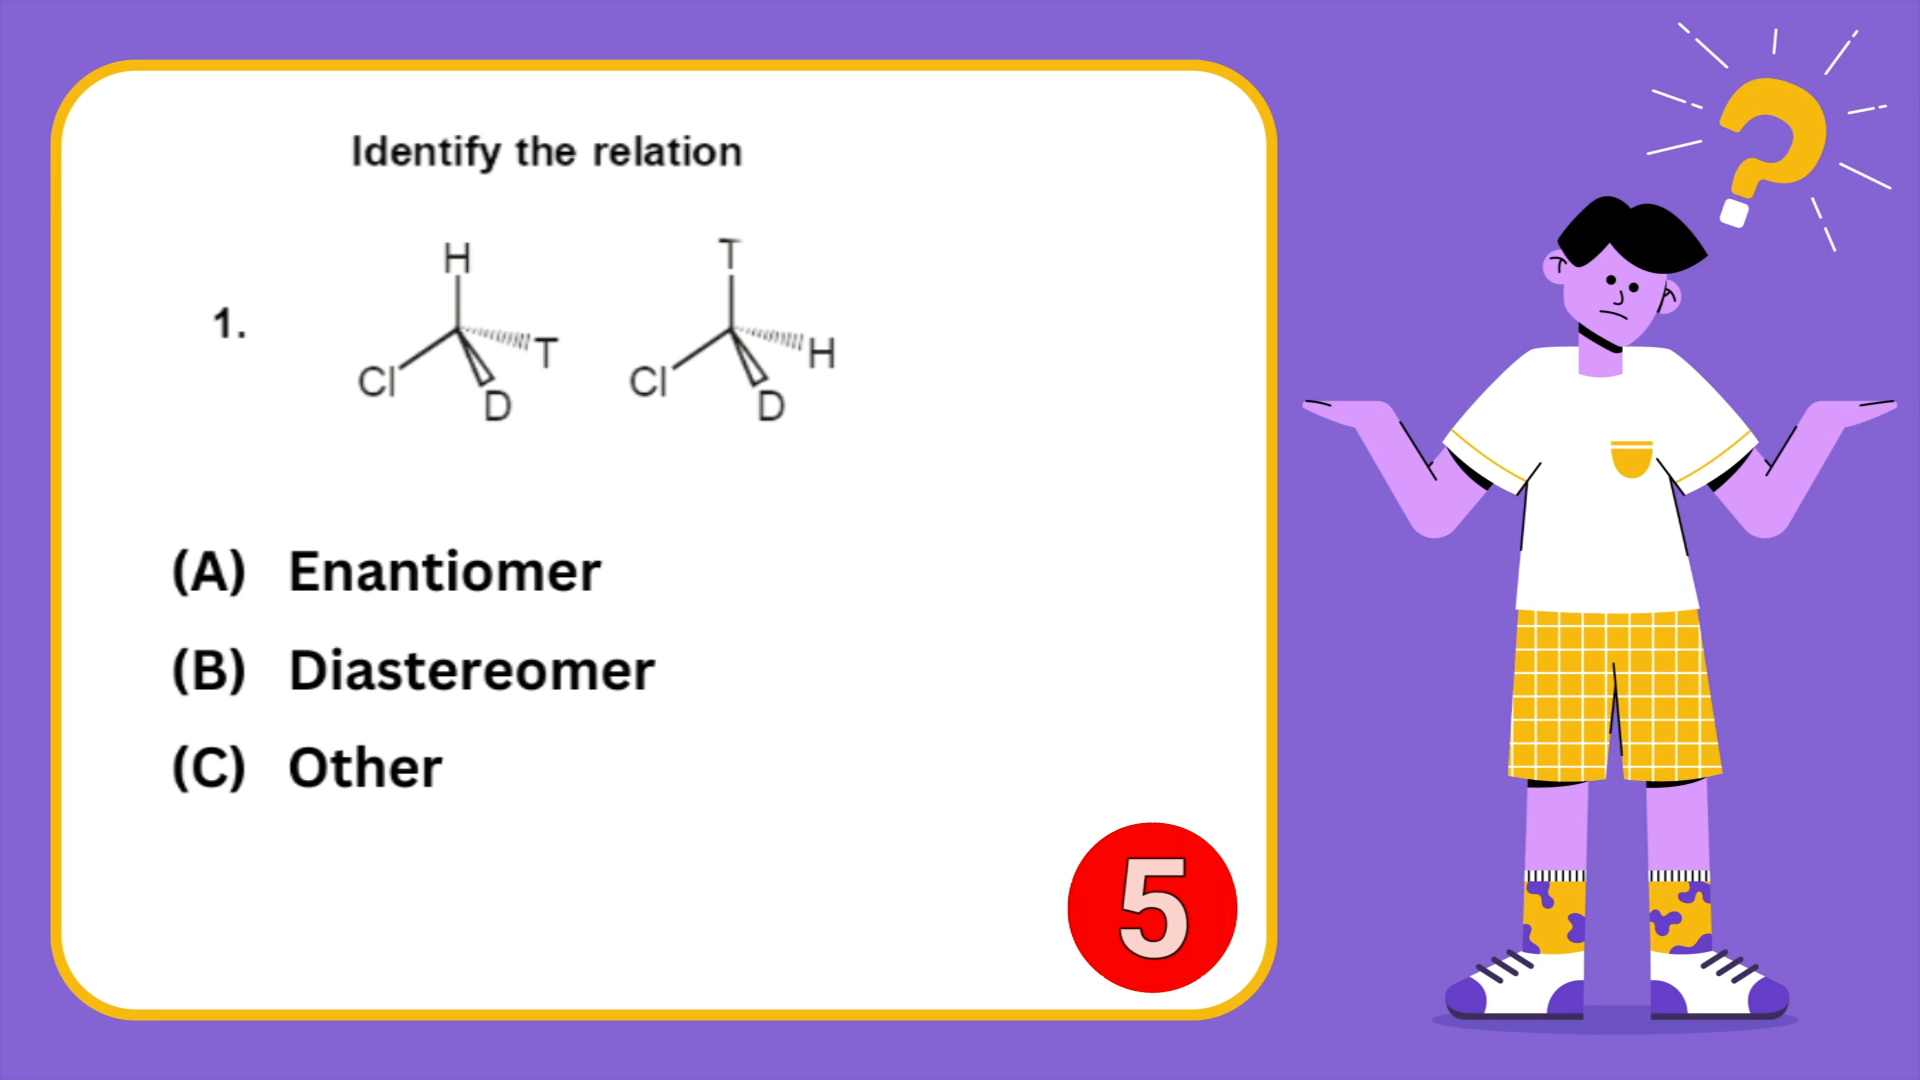 Identify the relation
1.
H
T
Cl
D
T
H
Cl
D
(A) Enantiomer
(B) Diastereomer
(C) Other
5